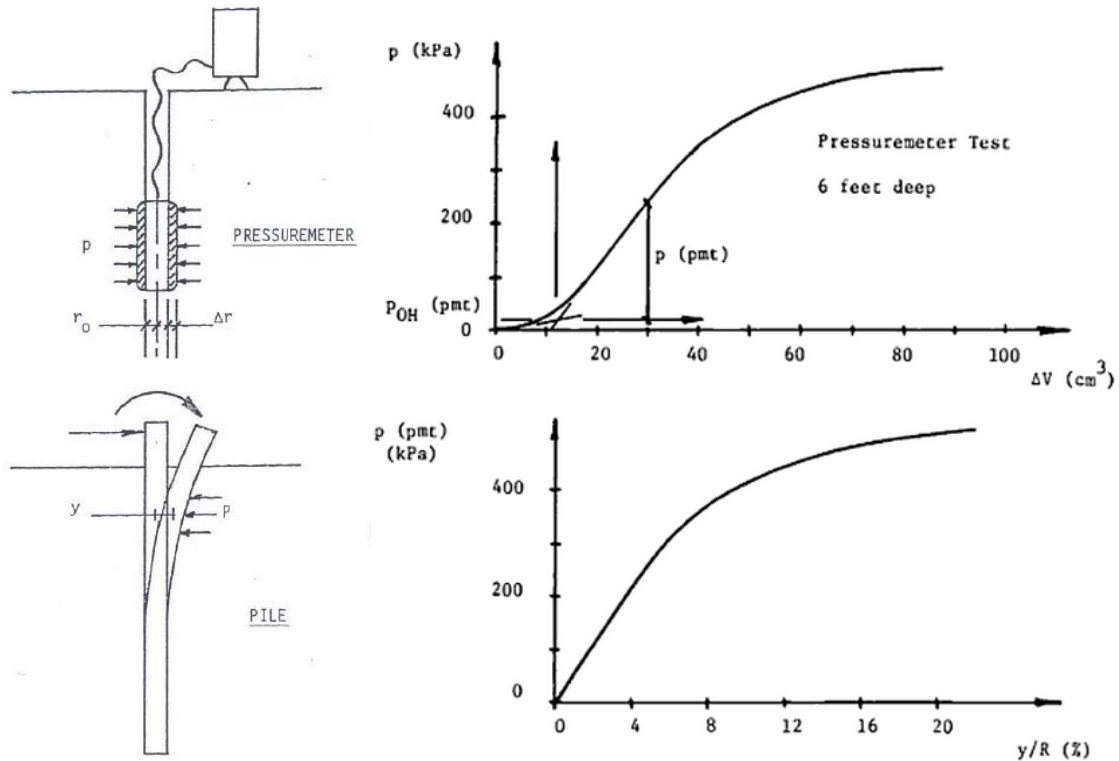 p
PRESSUREMETER
r₀
Δr
y
P
PILE
p (kPa)
400
200
0
P_OH (pmt)
p (pmt)
Pressuremeter Test
6 feet deep
0
20
40
60
80
100
ΔV (cm³)
p (pmt)
(kPa)
400
200
0
0
4
8
12
16
20
y/R (%)